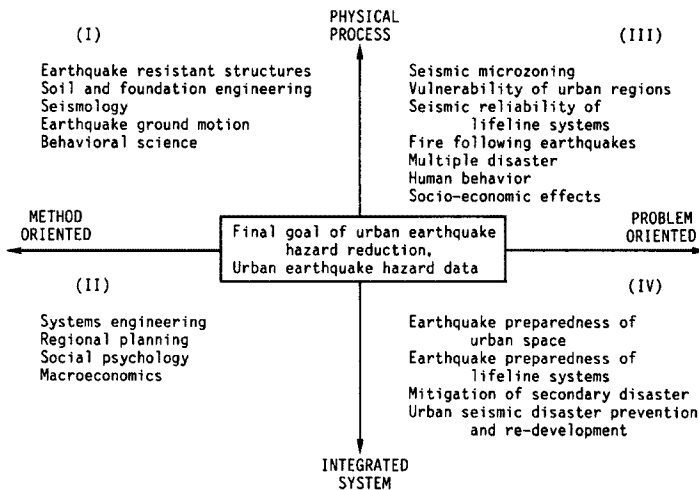 PHYSICAL
PROCESS
(I)
Earthquake resistant structures
Soil and foundation engineering
Seismology
Earthquake ground motion
Behavioral science
(III)
Seismic microzoning
Vulnerability of urban regions
Seismic reliability of
lifeline systems
Fire following earthquakes
Multiple disaster
Human behavior
Socio-economic effects
METHOD
ORIENTED
Final goal of urban earthquake
hazard reduction,
Urban earthquake hazard data
PROBLEM
ORIENTED
(II)
Systems engineering
Regional planning
Social psychology
Macroeconomics
(IV)
Earthquake preparedness of
urban space
Earthquake preparedness of
lifeline systems
Mitigation of secondary disaster
Urban seismic disaster prevention
and re-development
INTEGRATED
SYSTEM